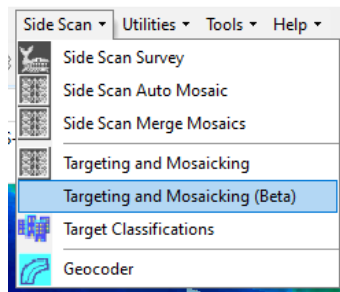 Side Scan Utilities Tools Help
Side Scan Survey
Side Scan Auto Mosaic
Side Scan Merge Mosaics
Targeting and Mosaicking
Targeting and Mosaicking (Beta)
Target Classifications
Geocoder